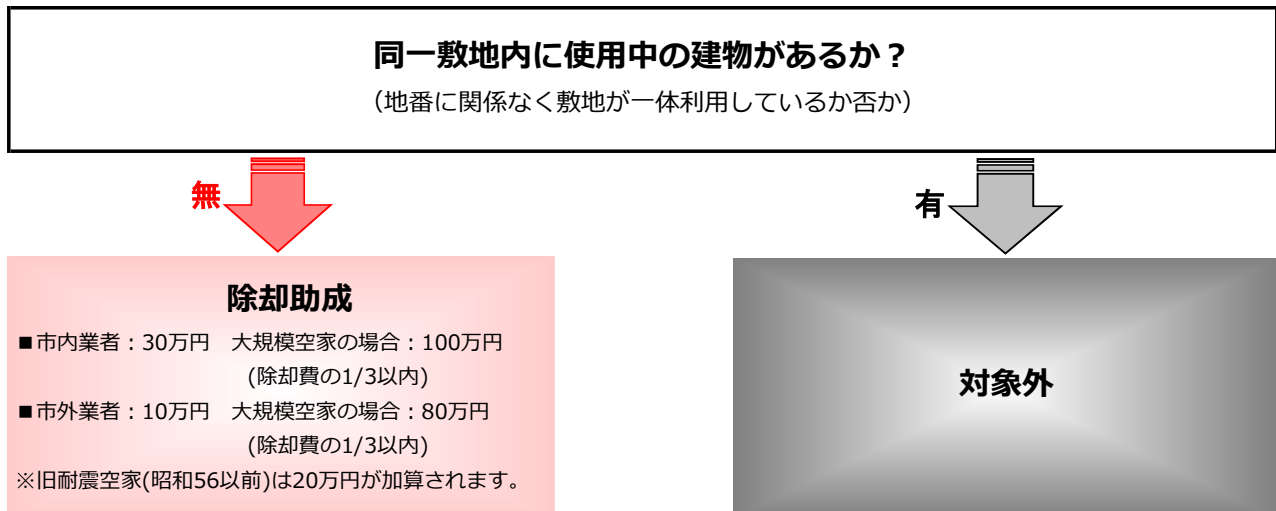 同一敷地内に使用中の建物があるか？
（地番に関係なく敷地が一体利用しているか否か）
無
有
除却助成
■市内業者：30万円　大規模空家の場合：100万円
(除却費の1/3以内)
■市外業者：10万円　大規模空家の場合：80万円
(除却費の1/3以内)
※旧耐震空家(昭和56以前)は20万円が加算されます。
対象外